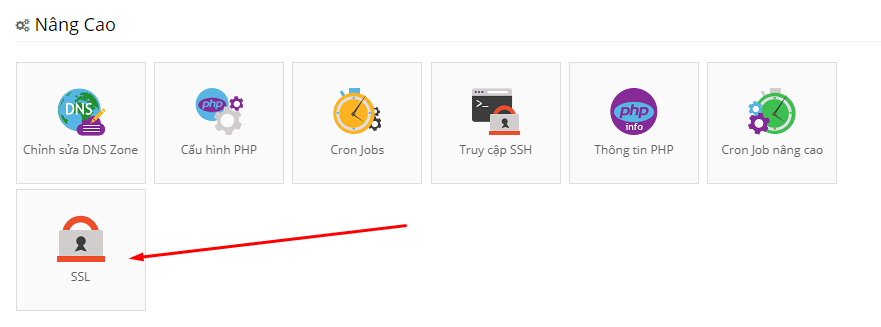 Nâng Cao
DNS
php
>_
php
info
Chỉnh sửa DNS Zone
Cấu hình PHP
Cron Jobs
Truy cập SSH
Thông tin PHP
Cron Job nâng cao
SSL